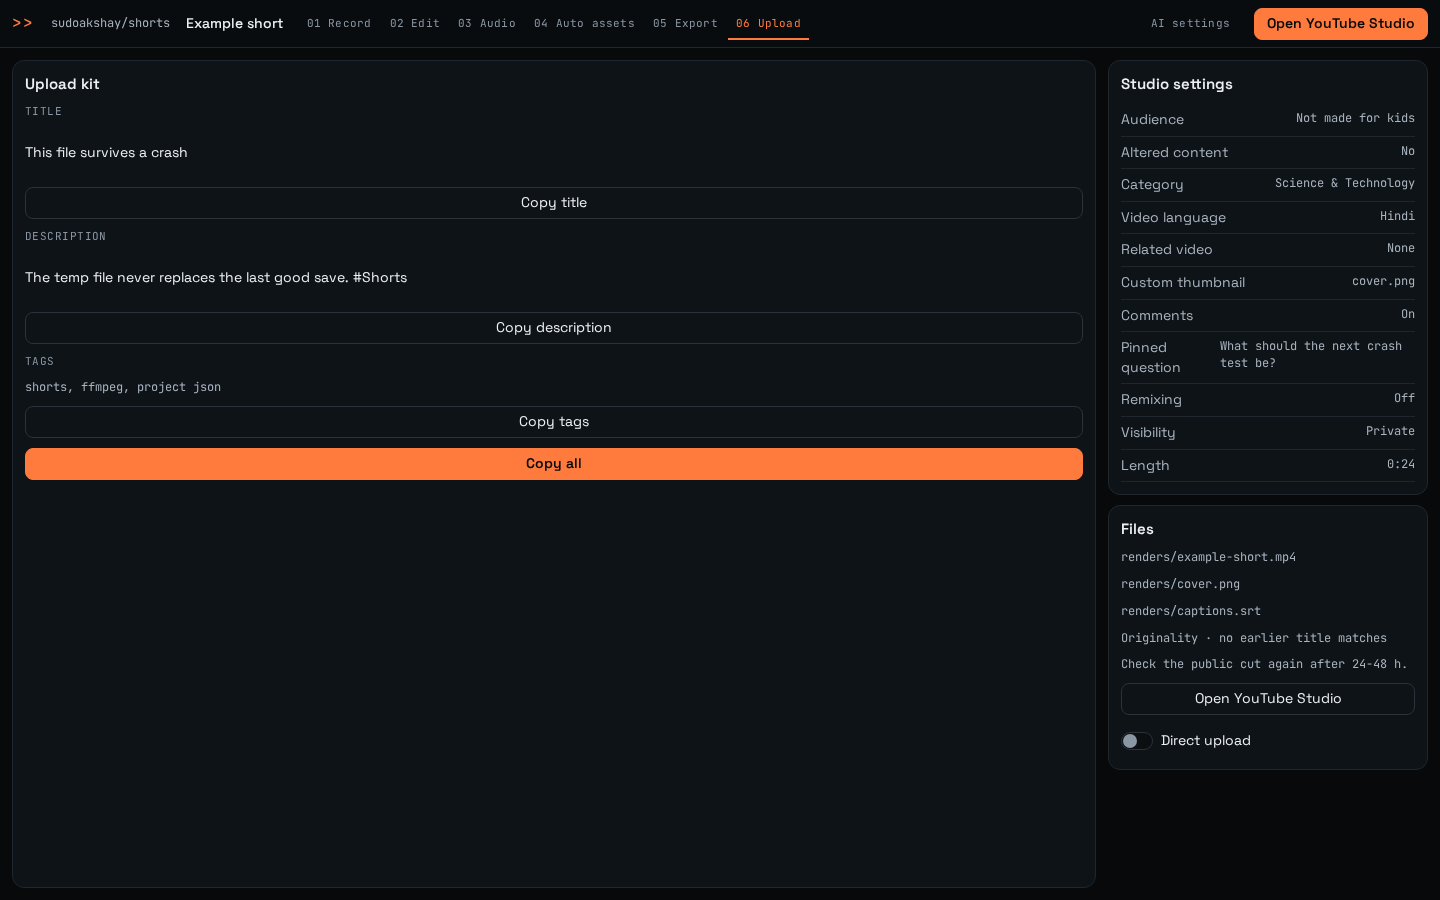 >> sudoakshay/shorts Example short 01 Record 02 Edit 03 Audio 04 Auto assets 05 Export 06 Upload AI settings Open YouTube Studio
Upload kit
TITLE
This file survives a crash
Copy title
DESCRIPTION
The temp file never replaces the last good save. #Shorts
Copy description
TAGS
shorts, ffmpeg, project json
Copy tags
Copy all
Studio settings
Audience Not made for kids
Altered content No
Category Science & Technology
Video language Hindi
Related video None
Custom thumbnail cover.png
Comments On
Pinned question What should the next crash test be?
Remixing Off
Visibility Private
Length 0:24
Files
renders/example-short.mp4
renders/cover.png
renders/captions.srt
Originality · no earlier title matches
Check the public cut again after 24-48 h.
Open YouTube Studio
Direct upload